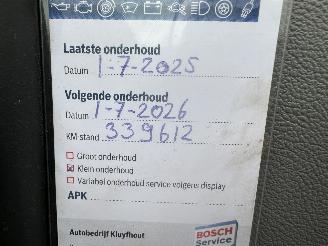 Laatste onderhoud
Datum 1-7-2025
Volgende onderhoud
Datum 1-7-2026
KM-stand 339612
Groot onderhoud
Klein onderhoud
Variabel onderhoud service volgens display
APK
Autobedrijf Kluyfhout
BOSCH
Service